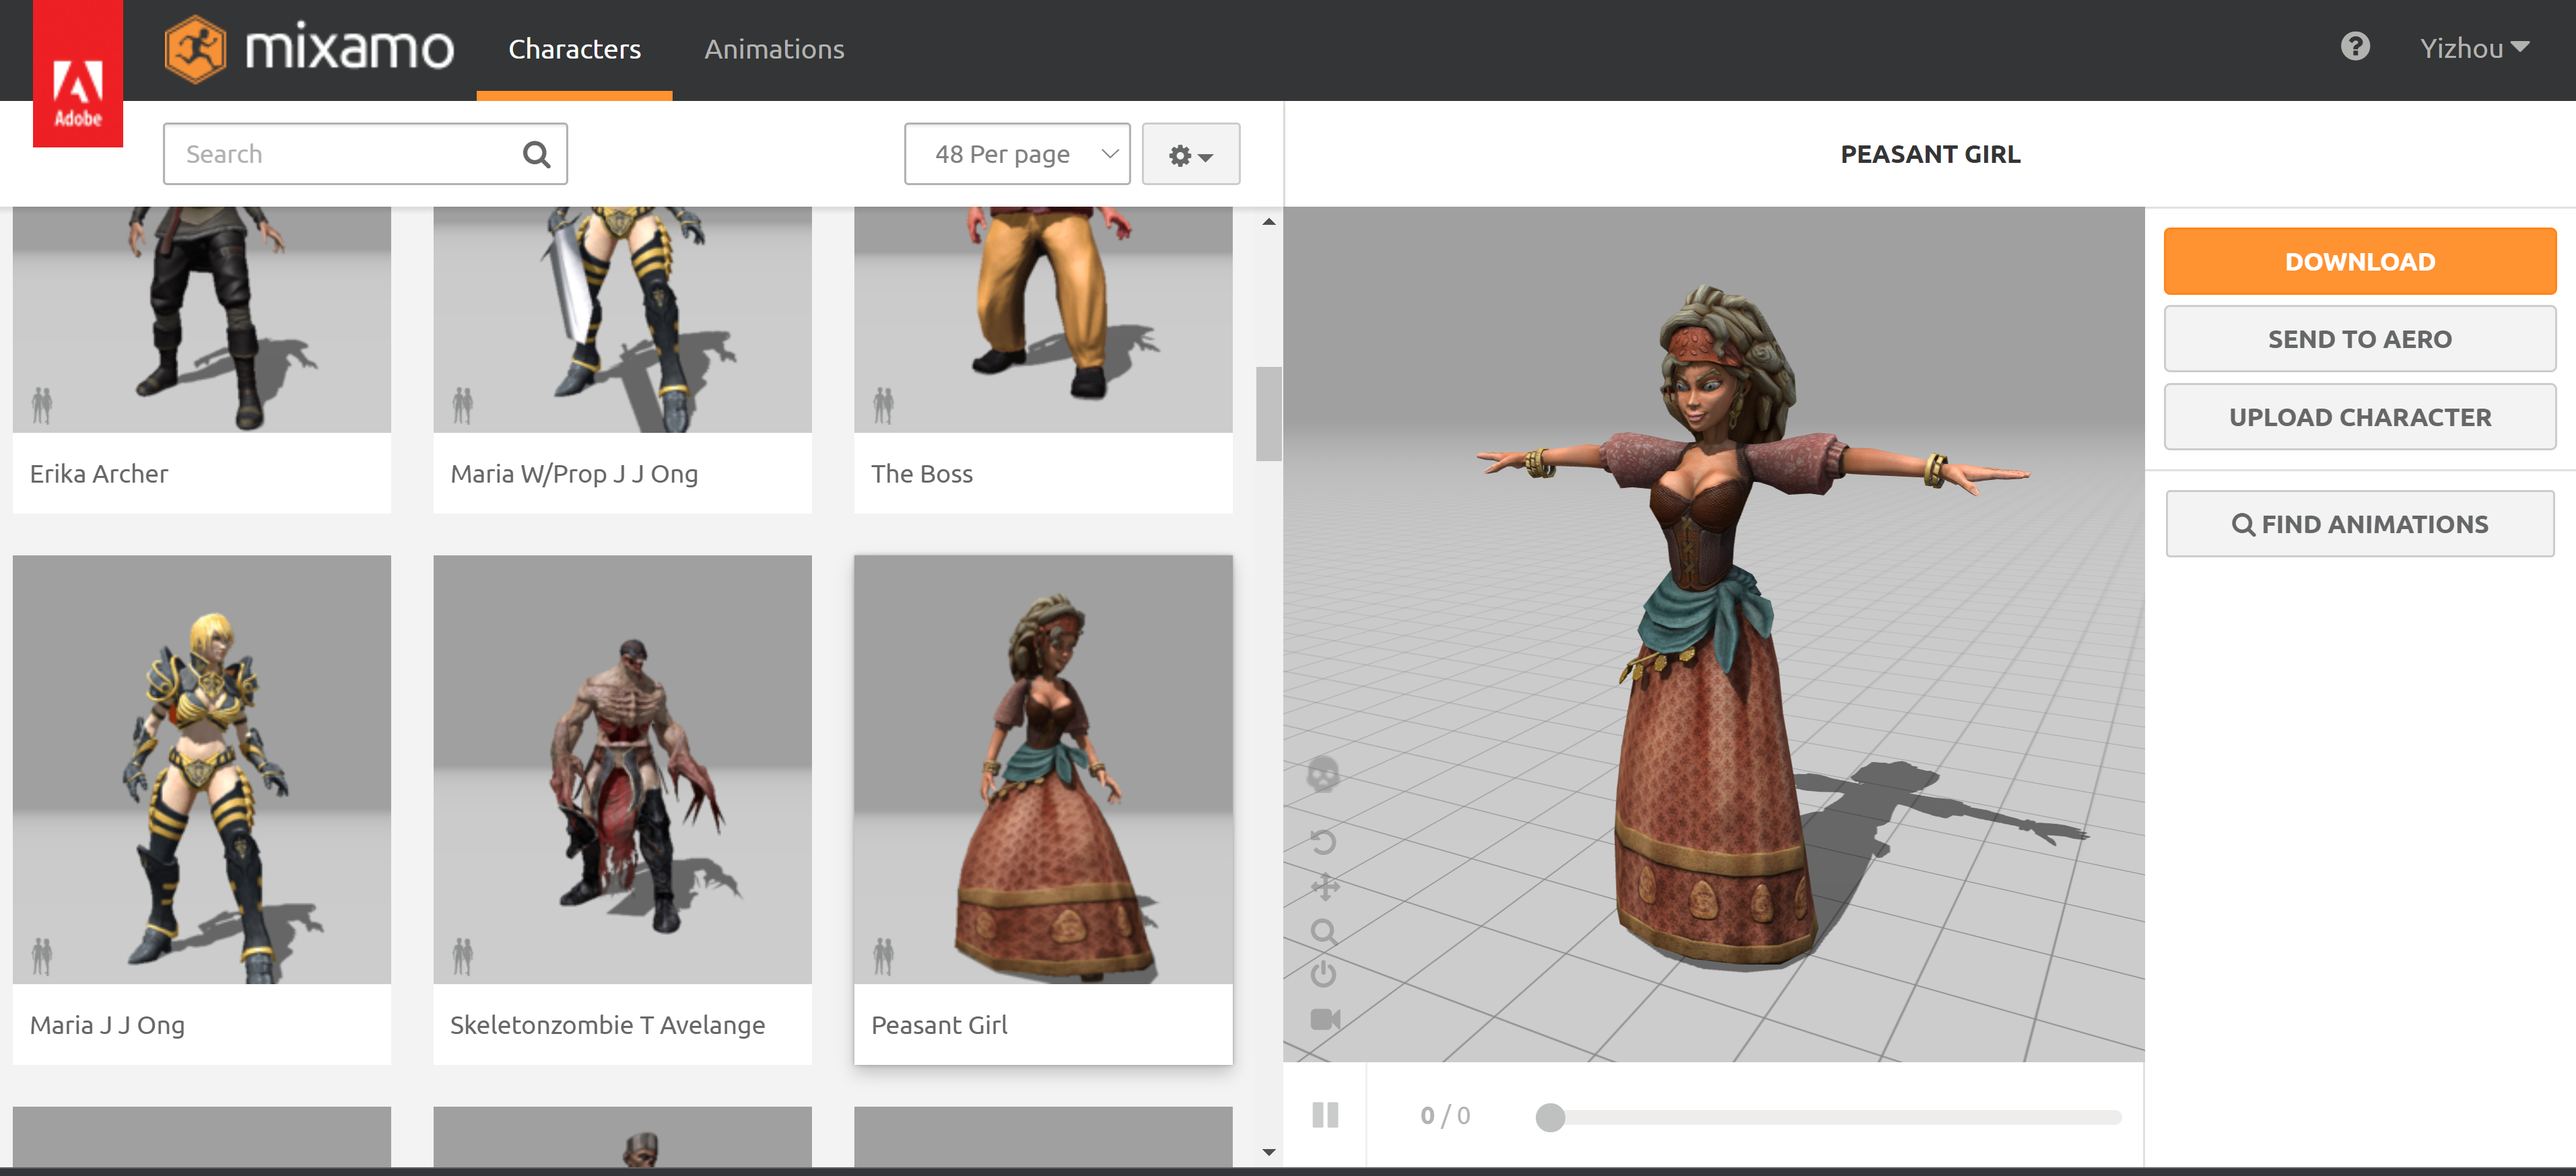 Adobe
mixamo
Characters
Animations
Yizhou
Search
48 Per page
PEASANT GIRL
Erika Archer
Maria W/Prop J J Ong
The Boss
Maria J J Ong
Skeletonzombie T Avelange
Peasant Girl
DOWNLOAD
SEND TO AERO
UPLOAD CHARACTER
FIND ANIMATIONS
0 / 0